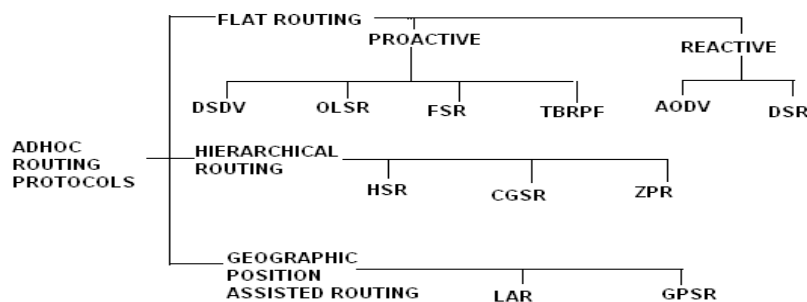 FLAT ROUTING
PROACTIVE
REACTIVE
DSDV
OLSR
FSR
TBRPF
AODV
DSR
ADHOC
ROUTING
PROTOCOLS
HIERARCHICAL
ROUTING
HSR
CGSR
ZPR
GEOGRAPHIC
POSITION
ASSISTED ROUTING
LAR
GPSR